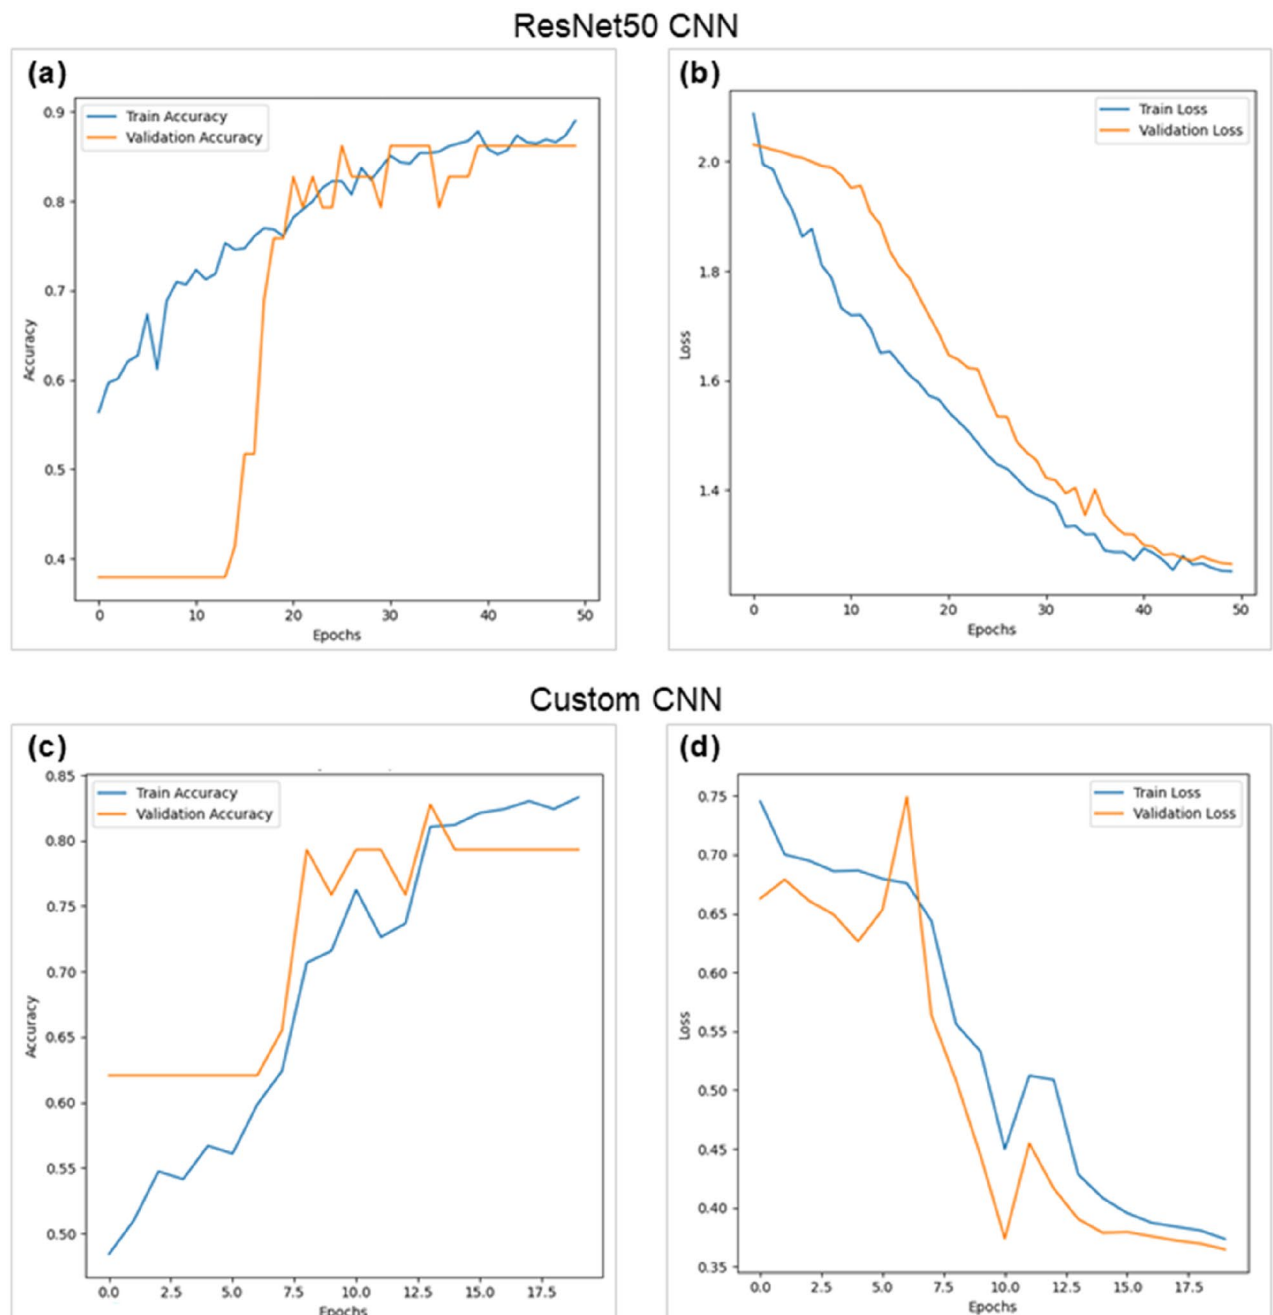 ResNet50 CNN
(a)
Train Accuracy
Validation Accuracy
0.9
0.8
0.7
0.6
0.5
0.4
Accuracy
0 10 20 30 40 50
Epochs
(b)
Train Loss
Validation Loss
2.0
1.8
1.6
1.4
Loss
0 10 20 30 40 50
Epochs
Custom CNN
(c)
Train Accuracy
Validation Accuracy
0.85
0.80
0.75
0.70
0.65
0.60
0.55
0.50
Accuracy
0.0 2.5 5.0 7.5 10.0 12.5 15.0 17.5
Epochs
(d)
Train Loss
Validation Loss
0.75
0.70
0.65
0.60
0.55
0.50
0.45
0.40
0.35
Loss
0.0 2.5 5.0 7.5 10.0 12.5 15.0 17.5
Epochs